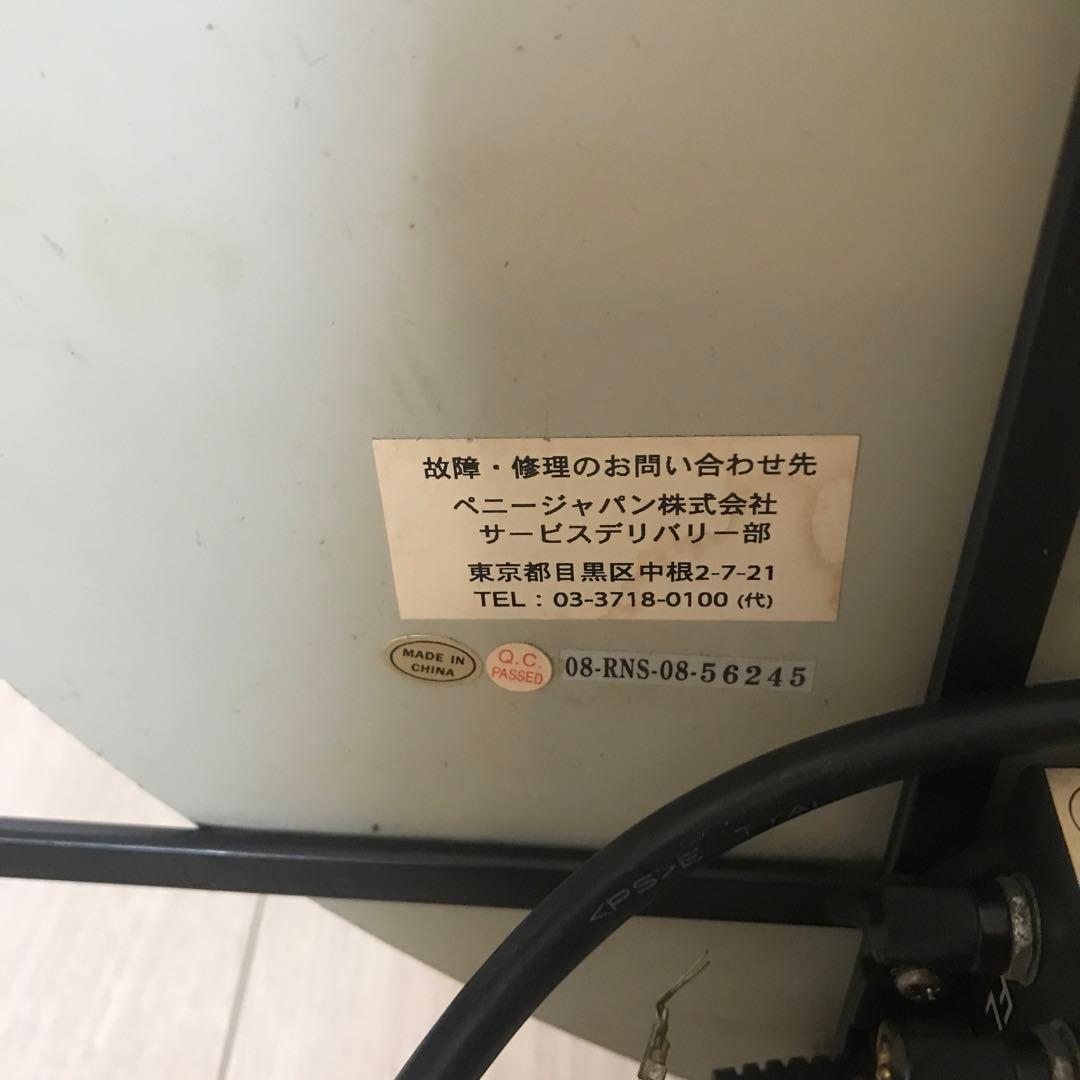 故障・修理のお問い合わせ先
ペニージャパン株式会社
サービスデリバリー部
東京都目黒区中根2-7-21
TEL : 03-3718-0100 (代)
MADE IN
CHINA
Q.C.
PASSED
08-RNS-08-56245
<PS>E